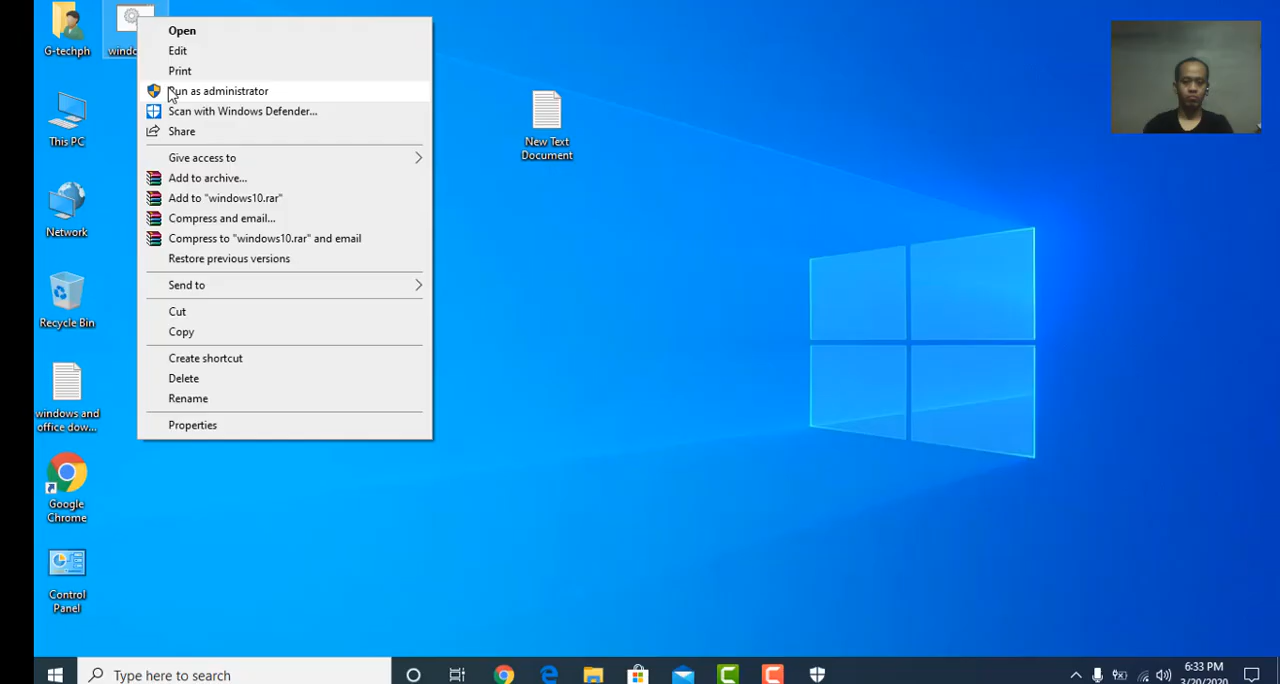 G-techph
windo
Open
Edit
Print
un as administrator
Scan with Windows Defender...
Share
Give access to
Add to archive...
Add to "windows10.rar"
Compress and email...
Compress to "windows10.rar" and email
Restore previous versions
Send to
Cut
Copy
Create shortcut
Delete
Rename
Properties
This PC
Network
Recycle Bin
windows and
office dow...
Google
Chrome
Control
Panel
New Text
Document
Type here to search
6:33 PM
3/20/2020